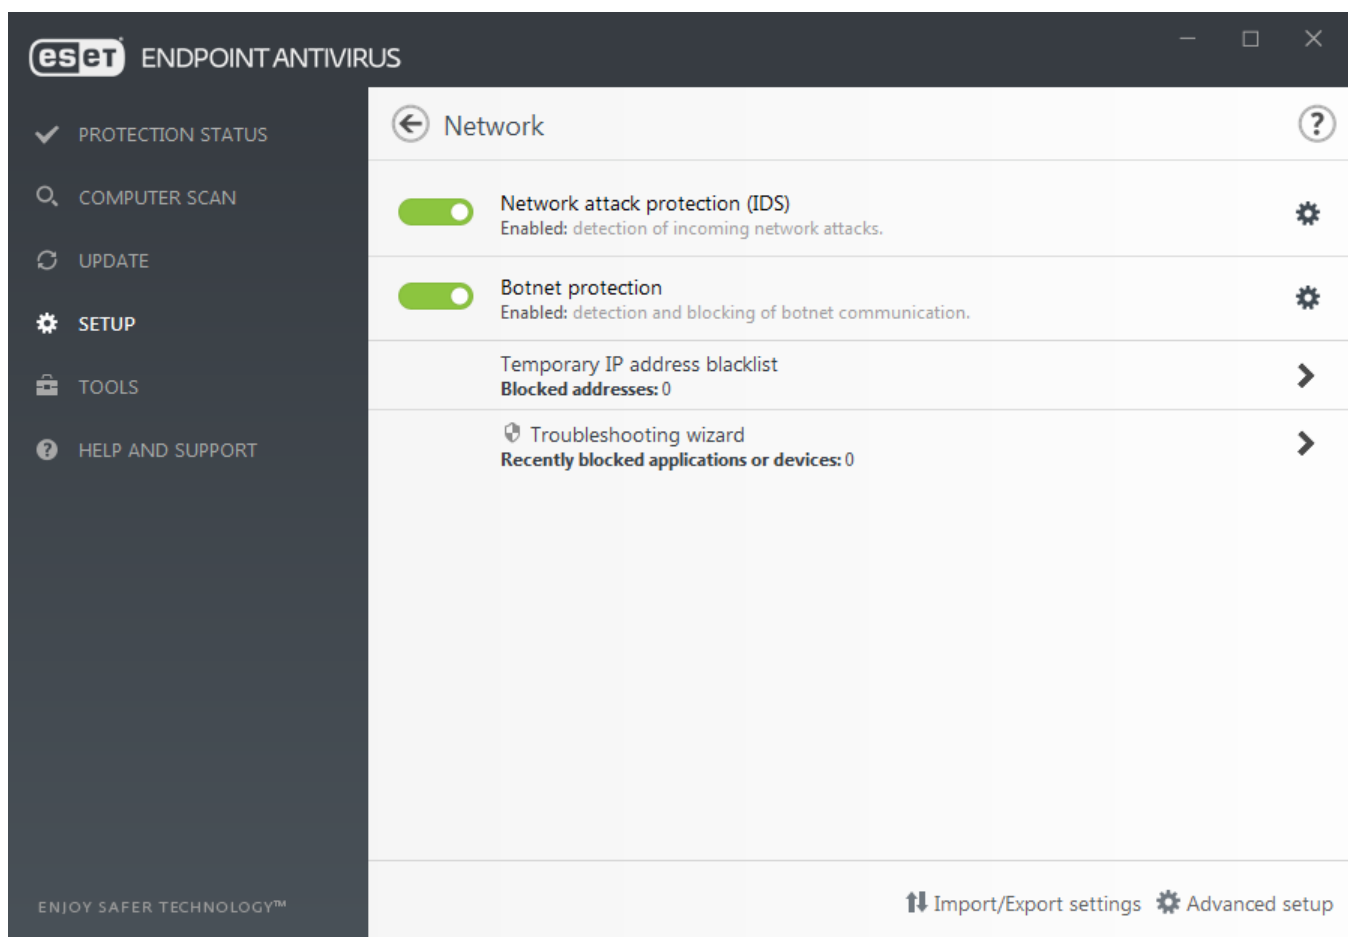 eset ENDPOINT ANTIVIRUS
PROTECTION STATUS
COMPUTER SCAN
UPDATE
SETUP
TOOLS
HELP AND SUPPORT
ENJOY SAFER TECHNOLOGY™
Network
?
Network attack protection (IDS)
Enabled: detection of incoming network attacks.
Botnet protection
Enabled: detection and blocking of botnet communication.
Temporary IP address blacklist
Blocked addresses: 0
Troubleshooting wizard
Recently blocked applications or devices: 0
Import/Export settings Advanced setup